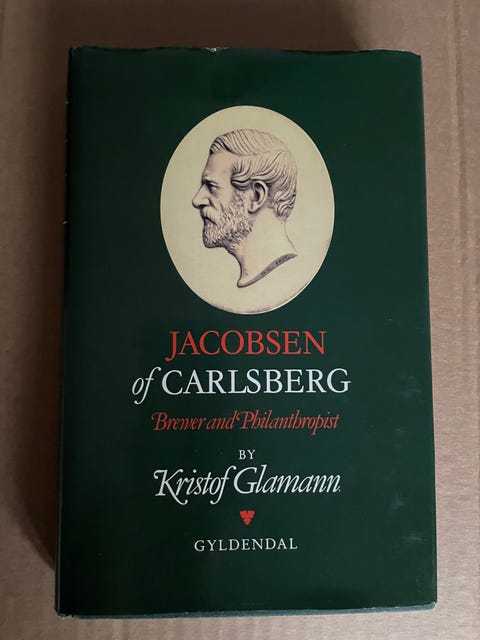 JACOBSEN
of CARLSBERG
Brewer and Philanthropist
BY
Kristof Glamann
GYLDENDAL